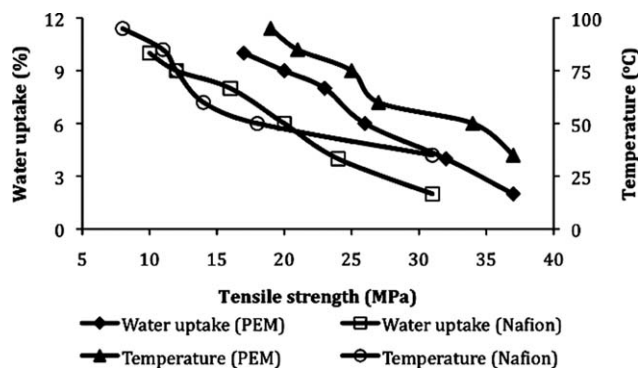 12
9
6
3
0
Water uptake (%)
100
75
50
25
0
Temperature (°C)
5 10 15 20 25 30 35 40
Tensile strength (MPa)
Water uptake (PEM) Water uptake (Nafion)
Temperature (PEM) Temperature (Nafion)